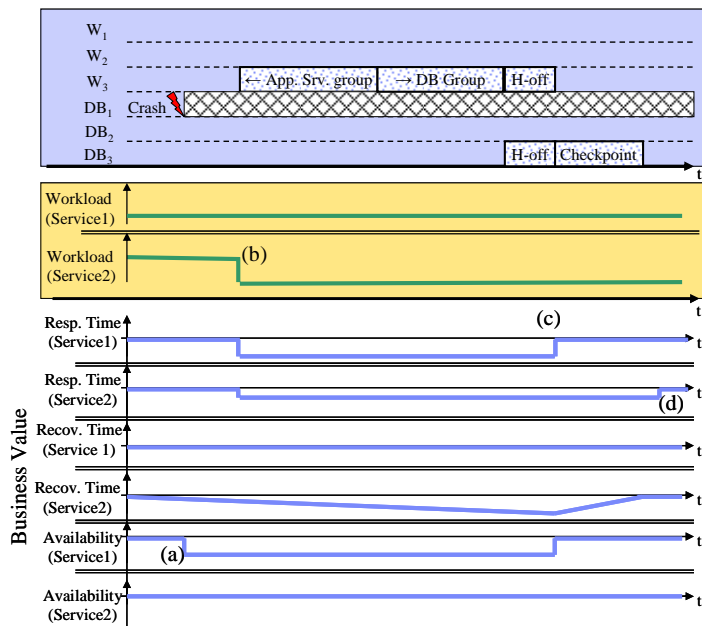 W1
W2
W3 ← App. Srv. group → DB Group H-off
Crash DB1
DB2
DB3 H-off Checkpoint
t
Workload
(Service1)
Workload
(Service2)
(b)
t
(c)
Resp. Time
(Service1)
t
Resp. Time
(Service2)
t
(d)
Recov. Time
(Service 1)
t
Recov. Time
(Service2)
t
Availability
(Service1)
t
(a)
Availability
(Service2)
t
Business Value